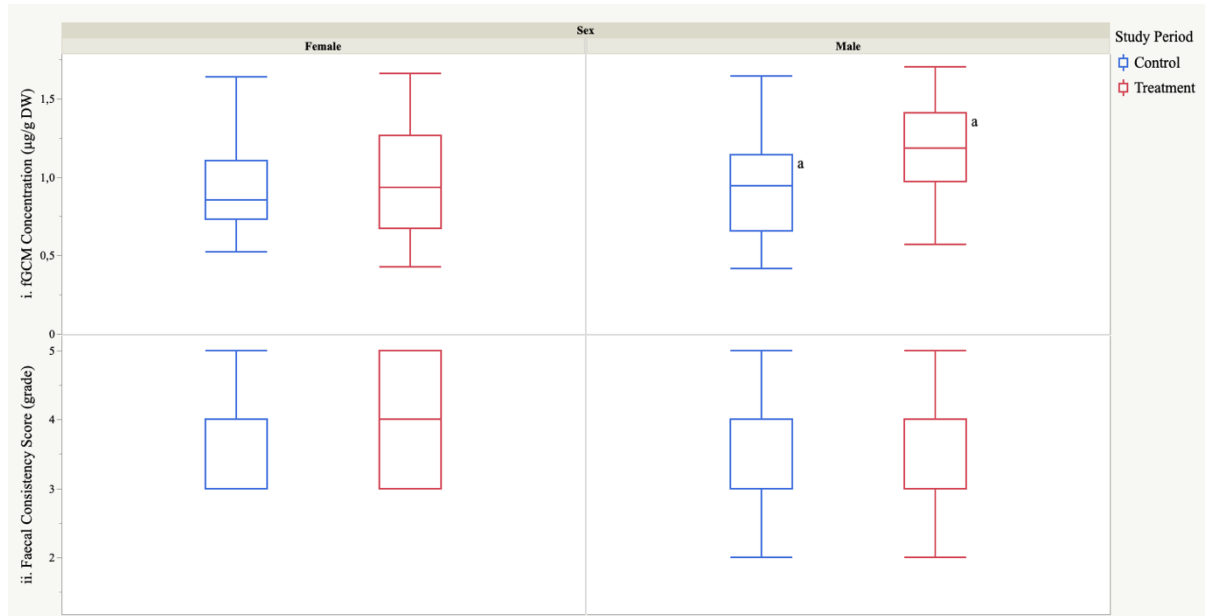 Sex
Female
Male
Study Period
Control
Treatment
i. fGCM Concentration (µg/g DW)
1,5
1,0
0,5
0
a
a
ii. Faecal Consistency Score (grade)
5
4
3
2